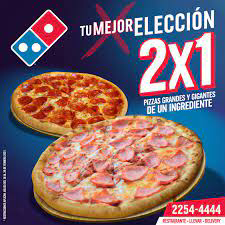 TU MEJOR ELECCIÓN
2x1
PIZZAS GRANDES Y GIGANTES
DE UN INGREDIENTE
2254-4444
RESTAURANTE • LLEVAR • DELIVERY